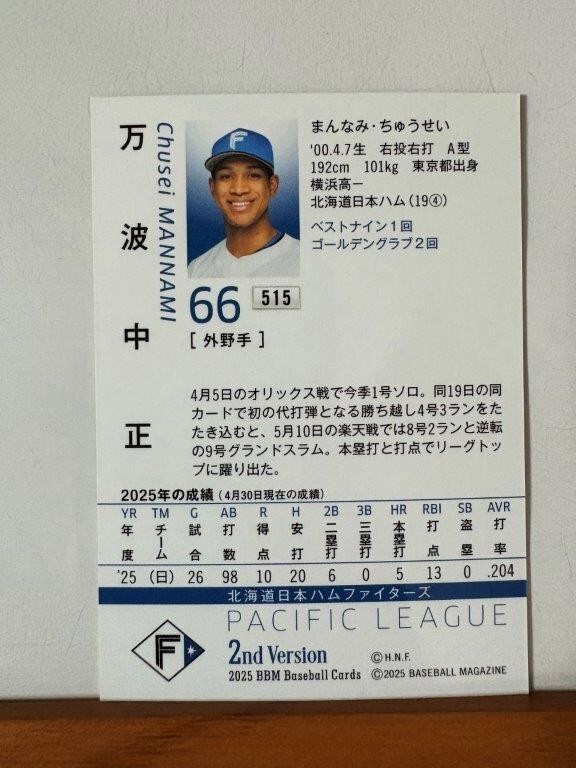 万波中正
Chusei MANNAMI
F
まんなみ・ちゅうせい
'00.4.7生 右投右打 A型
192cm 101kg 東京都出身
横浜高－
北海道日本ハム(19④)
ベストナイン1回
ゴールデングラブ2回
66 515
[外野手]
4月5日のオリックス戦で今季1号ソロ。同19日の同
カードで初の代打弾となる勝ち越し4号3ランをた
たき込むと、5月10日の楽天戦では8号2ランと逆転
の9号グランドスラム。本塁打と打点でリーグトッ
プに躍り出た。
2025年の成績(4月30日現在の成績)
YR TM G AB R H 2B 3B HR RBI SB AVR
年度 チーム 試合 打数 得点 安打 二塁打 三塁打 本塁打 打点 盗塁 打率
'25 (日) 26 98 10 20 6 0 5 13 0 .204
北海道日本ハムファイターズ
PACIFIC LEAGUE
F
2nd Version
©H.N.F.
2025 BBM Baseball Cards
©2025 BASEBALL MAGAZINE